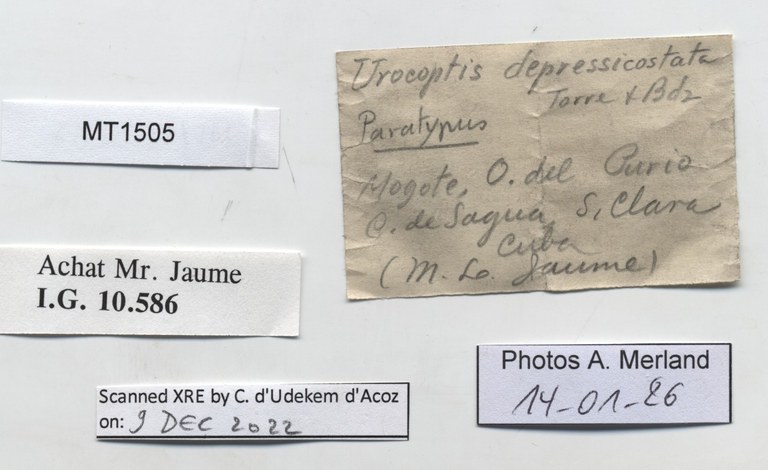 Urocoptis depressicostata
Torre & Bdz
Paratypus
Mogote, O. del Purio
C. de Sagua, S. Clara
Cuba
(M. L. Jaume)
MT1505
Achat Mr. Jaume
I.G. 10.586
Scanned XRE by C. d'Udekem d'Acoz
on: 9 DEC 2022
Photos A. Merland
14-01-26